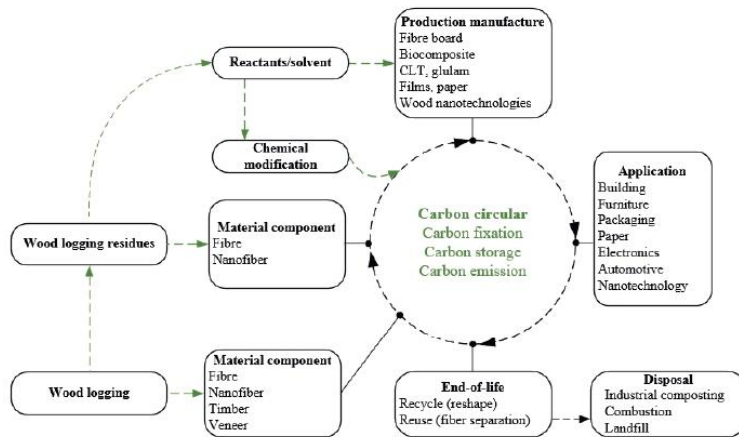 Production manufacture
Fibre board
Biocomposite
CLT, glulam
Films, paper
Wood nanotechnologies
Reactants/solvent
Chemical
modification
Application
Building
Furniture
Packaging
Paper
Electronics
Automotive
Nanotechnology
Carbon circular
Carbon fixation
Carbon storage
Carbon emission
Wood logging residues
Material component
Fibre
Nanofiber
Wood logging
Material component
Fibre
Nanofiber
Timber
Veneer
End-of-life
Recycle (reshape)
Reuse (fiber separation)
Disposal
Industrial composting
Combustion
Landfill